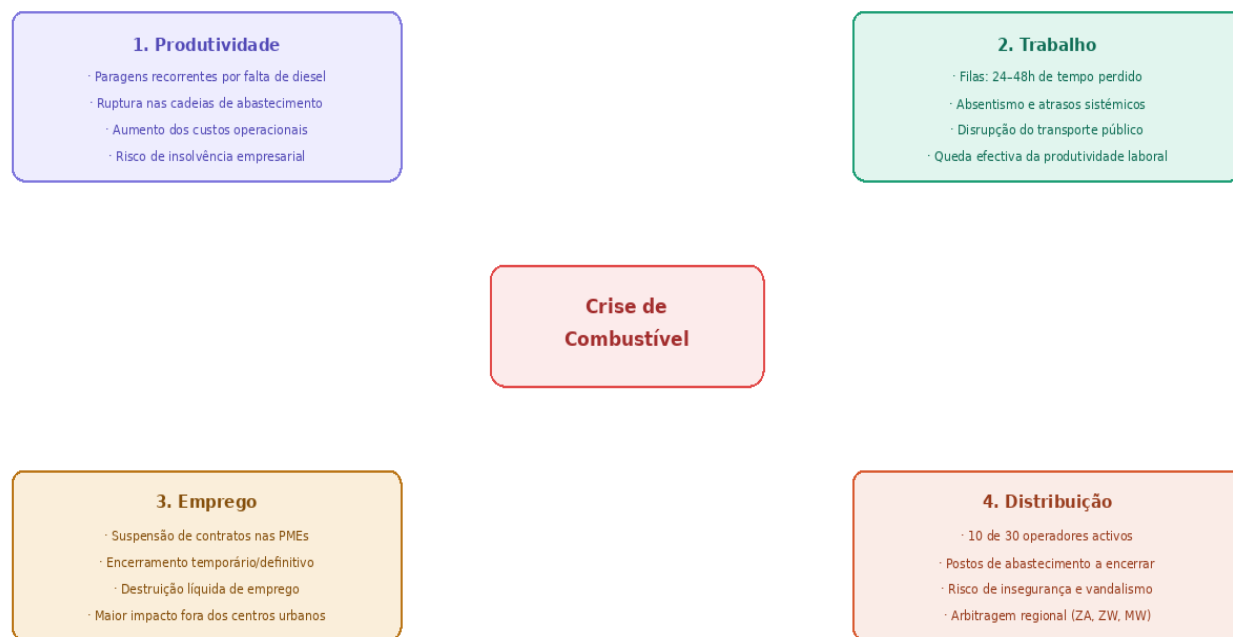 1. Produtividade
· Paragens recorrentes por falta de diesel
· Ruptura nas cadeias de abastecimento
· Aumento dos custos operacionais
· Risco de insolvência empresarial
2. Trabalho
· Filas: 24–48h de tempo perdido
· Absentismo e atrasos sistémicos
· Disrupção do transporte público
· Queda efectiva da produtividade laboral
Crise de
Combustível
3. Emprego
· Suspensão de contratos nas PMEs
· Encerramento temporário/definitivo
· Destruição líquida de emprego
· Maior impacto fora dos centros urbanos
4. Distribuição
· 10 de 30 operadores activos
· Postos de abastecimento a encerrar
· Risco de insegurança e vandalismo
· Arbitragem regional (ZA, ZW, MW)